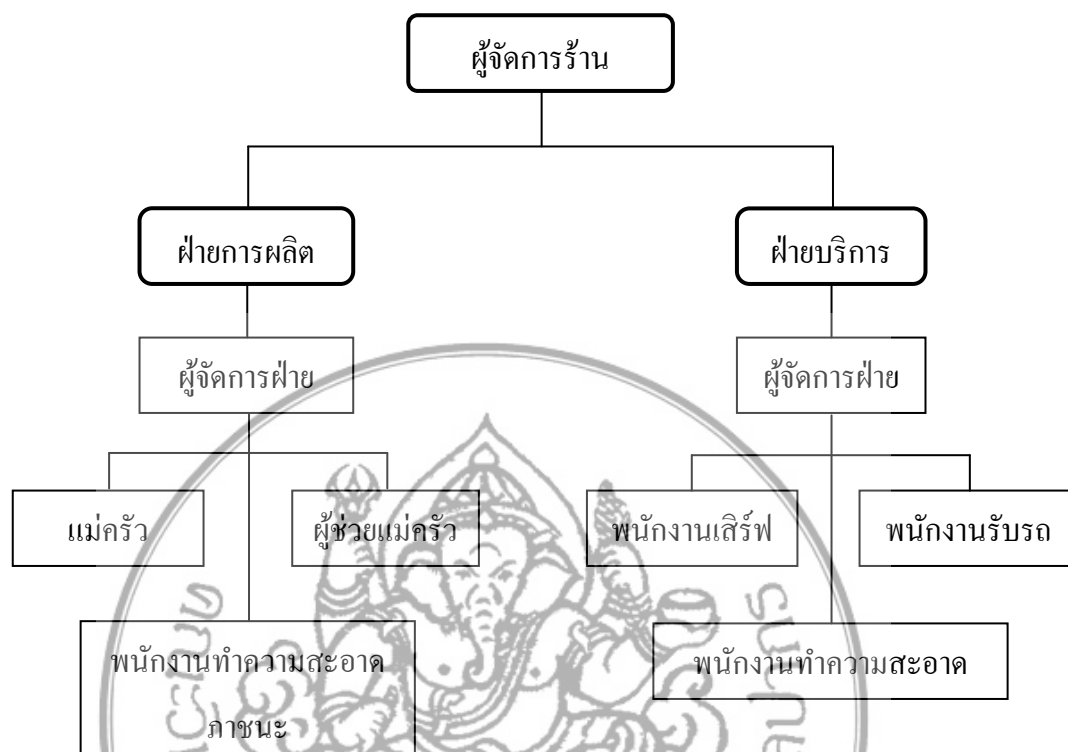 ผู้จัดการร้าน
ฝ่ายการผลิต
ฝ่ายบริการ
ผู้จัดการฝ่าย
ผู้จัดการฝ่าย
แม่ครัว
ผู้ช่วยแม่ครัว
พนักงานเสิร์ฟ
พนักงานรับรถ
พนักงานทำความสะอาด
ภาชนะ
พนักงานทำความสะอาด